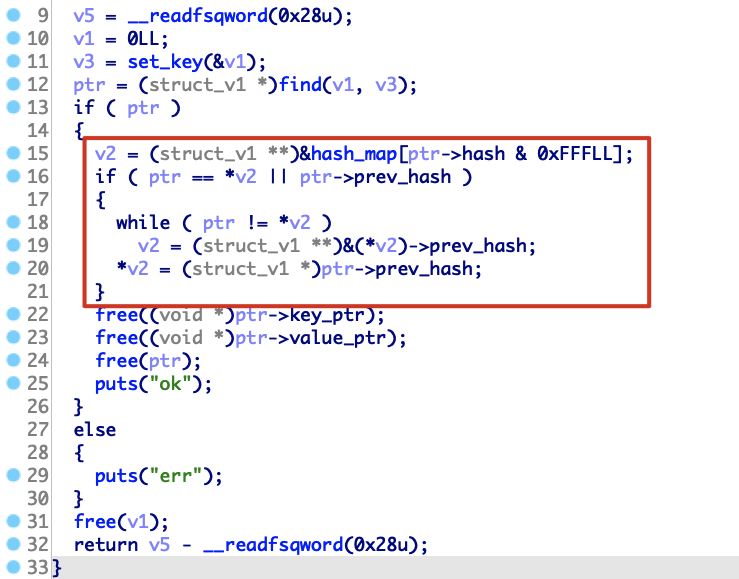 9 v5 = __readfsqword(0x28u);
10 v1 = 0LL;
11 v3 = set_key(&v1);
12 ptr = (struct_v1 *)find(v1, v3);
13 if ( ptr )
14 {
15 v2 = (struct_v1 **)&hash_map[ptr->hash & 0xFFFLL];
16 if ( ptr == *v2 || ptr->prev_hash )
17 {
18 while ( ptr != *v2 )
19 v2 = (struct_v1 **)&(*v2)->prev_hash;
20 *v2 = (struct_v1 *)ptr->prev_hash;
21 }
22 free((void *)ptr->key_ptr);
23 free((void *)ptr->value_ptr);
24 free(ptr);
25 puts("ok");
26 }
27 else
28 {
29 puts("err");
30 }
31 free(v1);
32 return v5 - __readfsqword(0x28u);
33 }